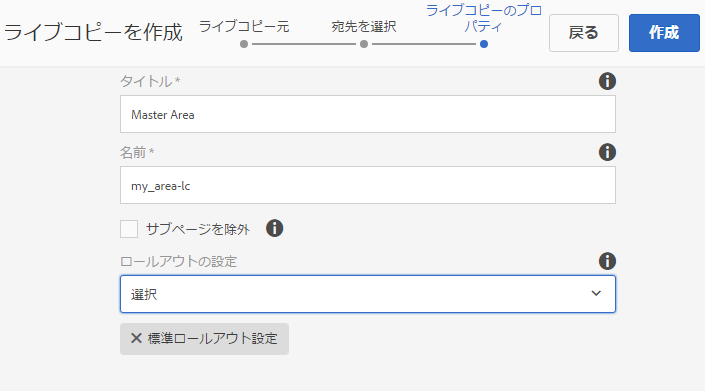 ライブコピーを作成
ライブコピー元
宛先を選択
ライブコピーのプロ
パティ
戻る
作成
タイトル *
Master Area
名前 *
my_area-lc
サブページを除外
ロールアウトの設定
選択
× 標準ロールアウト設定